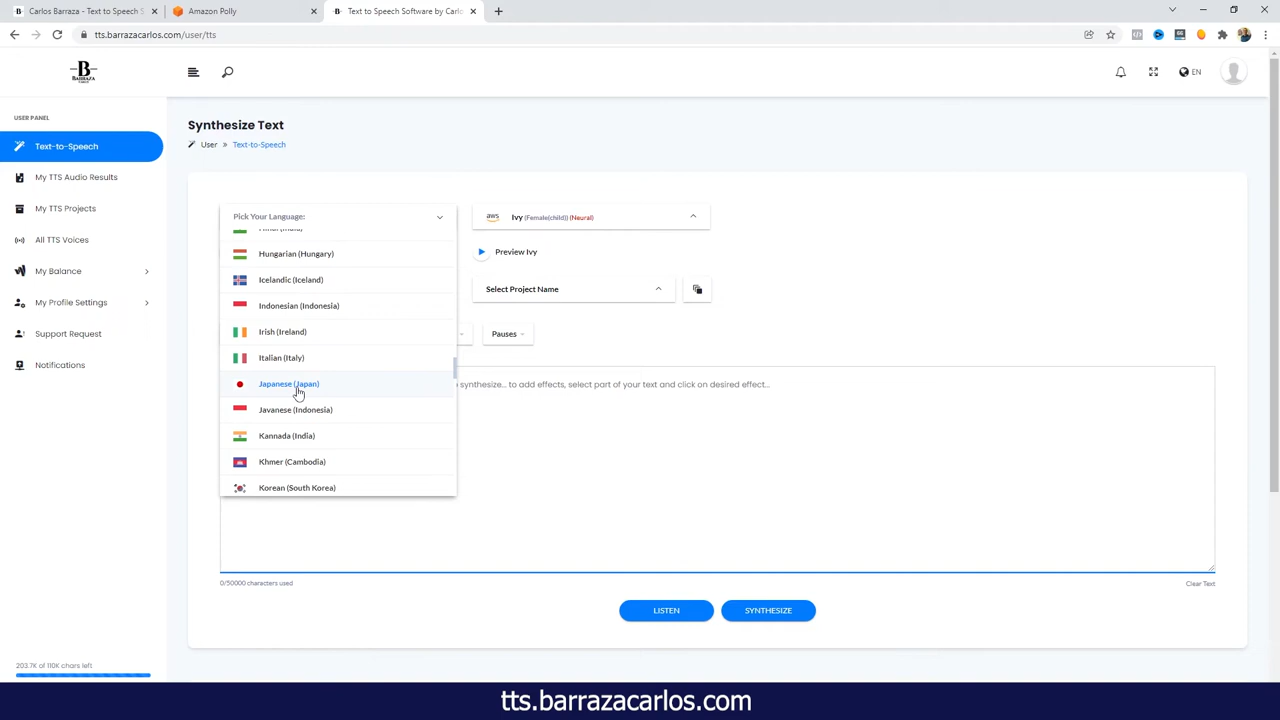 Carlos Barraza - Text to Speech S
Amazon Polly
Text to Speech Software by Carlo
tts.barrazacarlos.com/user/tts
B
BARRAZA
CARLOS
EN
USER PANEL
Text-to-Speech
My TTS Audio Results
My TTS Projects
All TTS Voices
My Balance
My Profile Settings
Support Request
Notifications
203.7K of 110K chars left
Synthesize Text
User » Text-to-Speech
Pick Your Language:
Hungarian (Hungary)
Icelandic (Iceland)
Indonesian (Indonesia)
Irish (Ireland)
Italian (Italy)
Japanese (Japan)
Javanese (Indonesia)
Kannada (India)
Khmer (Cambodia)
Korean (South Korea)
aws Ivy (Female(child)) (Neural)
Preview Ivy
Select Project Name
Pauses
synthesize... to add effects, select part of your text and click on desired effect...
0/50000 characters used
Clear Text
LISTEN
SYNTHESIZE
tts.barrazacarlos.com